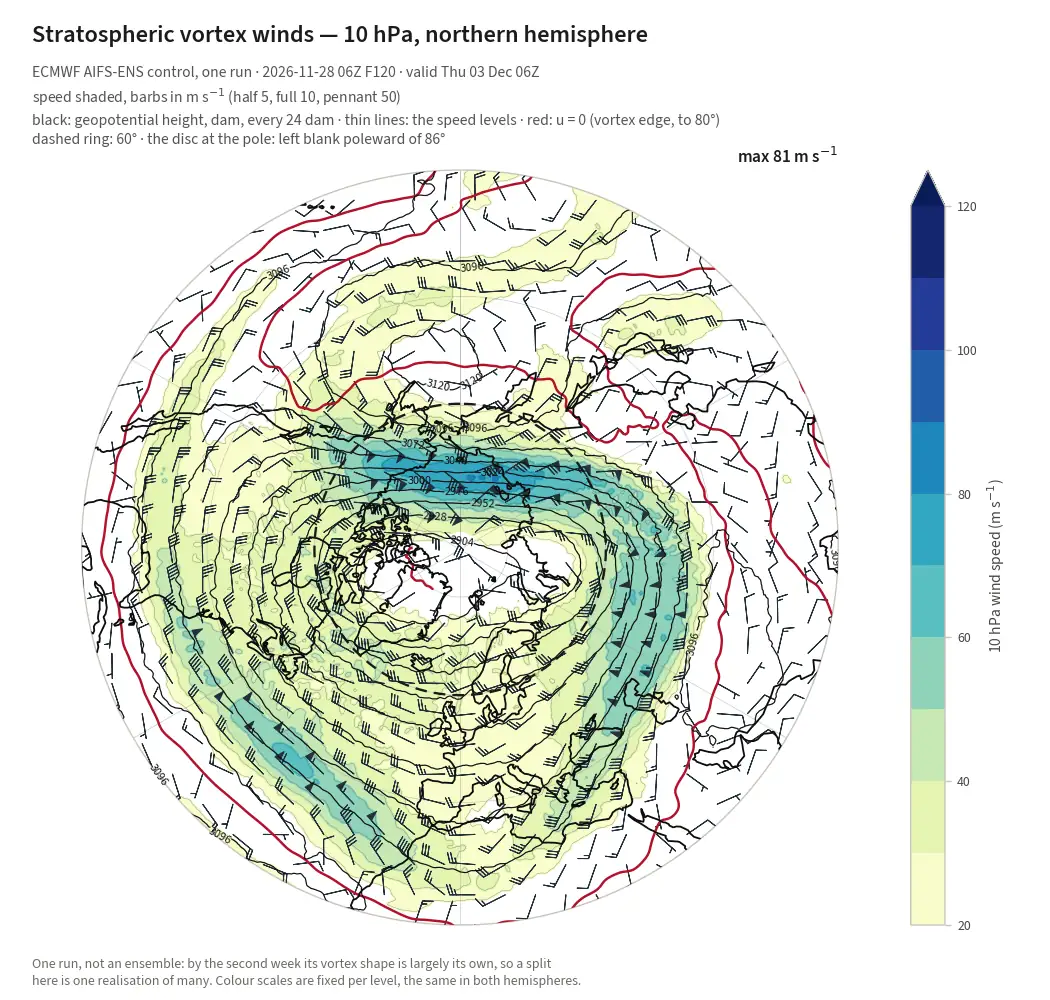 Stratospheric vortex winds — 10 hPa, northern hemisphere
ECMWF AIFS-ENS control, one run · 2026-11-28 06Z F120 · valid Thu 03 Dec 06Z
speed shaded, barbs in m s⁻¹ (half 5, full 10, pennant 50)
black: geopotential height, dam, every 24 dam · thin lines: the speed levels · red: u = 0 (vortex edge, to 80°)
dashed ring: 60° · the disc at the pole: left blank poleward of 86°
max 81 m s⁻¹
120
100
80
60
40
20
10 hPa wind speed (m s⁻¹)
3096
3096
3120
3120
3096
3000
2952
2904
3096
3096
3096
One run, not an ensemble: by the second week its vortex shape is largely its own, so a split
here is one realisation of many. Colour scales are fixed per level, the same in both hemispheres.